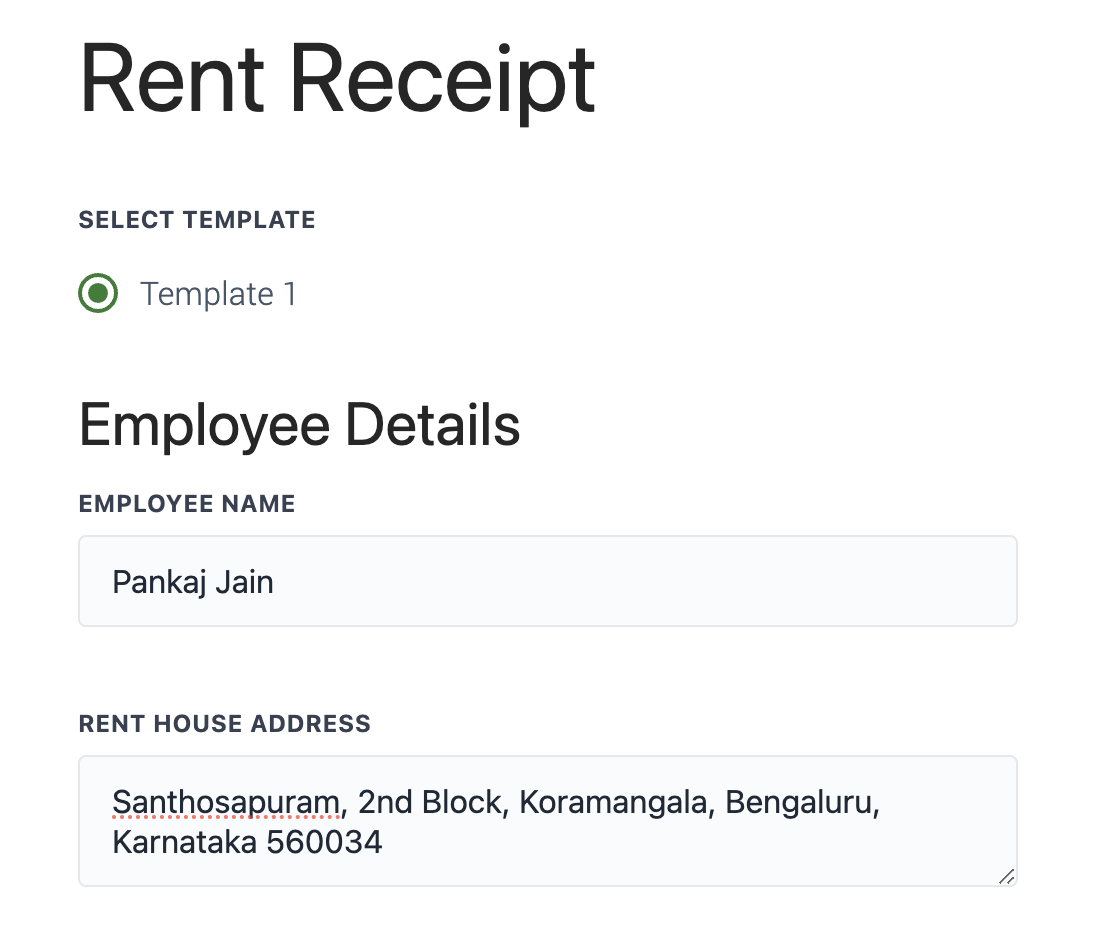 Rent Receipt
SELECT TEMPLATE
Template 1
Employee Details
EMPLOYEE NAME
Pankaj Jain
RENT HOUSE ADDRESS
Santhosapuram, 2nd Block, Koramangala, Bengaluru,
Karnataka 560034